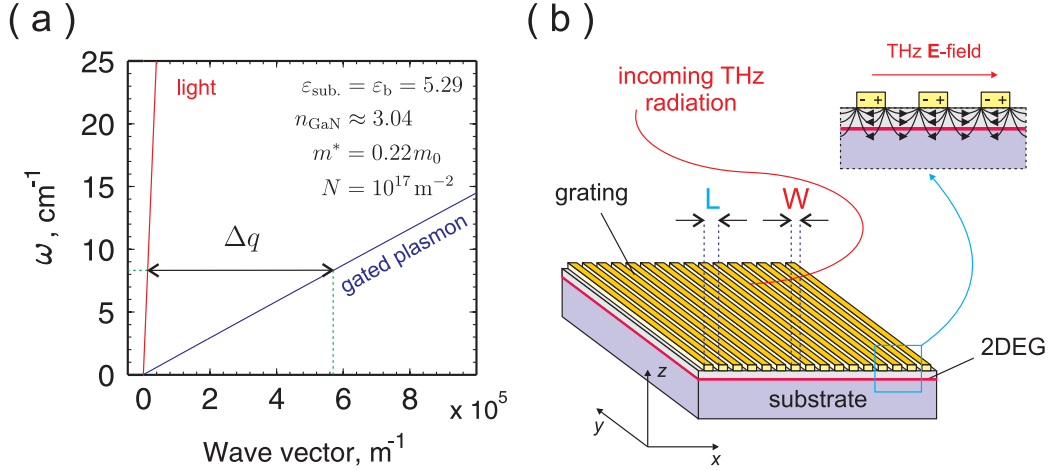 ( a )
25
20
15
10
5
0
ω , cm⁻¹
light
ε_sub. = ε_b = 5.29
n_GaN ≈ 3.04
m* = 0.22m₀
N = 10¹⁷ m⁻²
Δq
gated plasmon
0 2 4 6 8 10
x 10⁵
Wave vector, m⁻¹
( b )
THz E-field
- + - + - +
incoming THz
radiation
L W
grating
2DEG
substrate
z
y
x